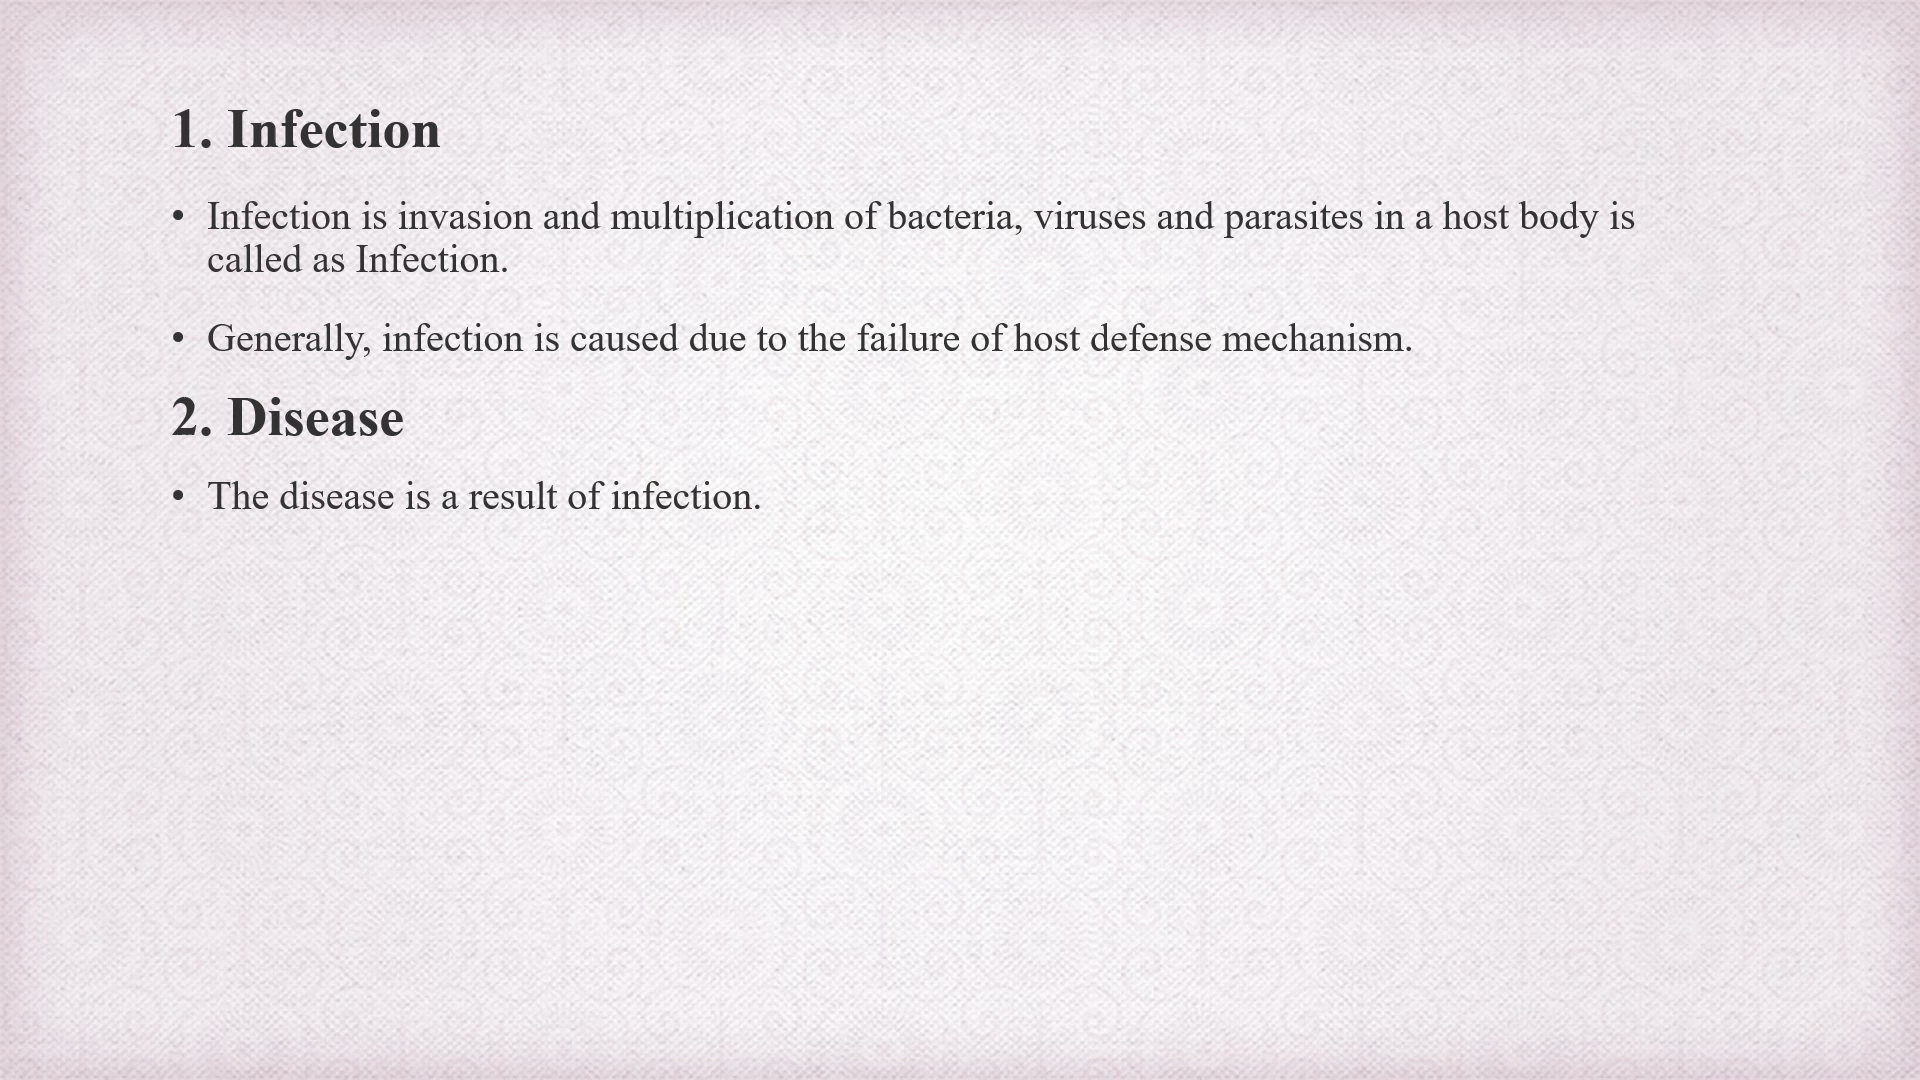 1. Infection
• Infection is invasion and multiplication of bacteria, viruses and parasites in a host body is
called as Infection.
• Generally, infection is caused due to the failure of host defense mechanism.
2. Disease
• The disease is a result of infection.